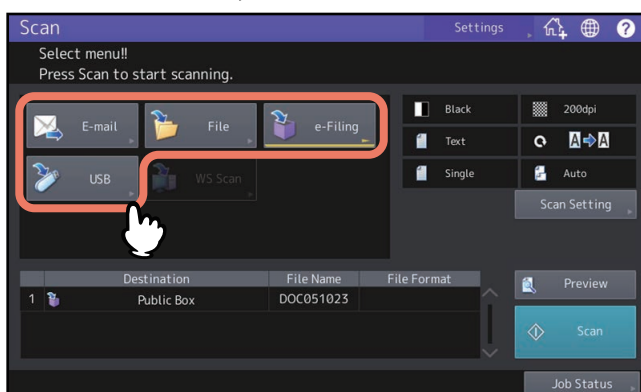 Scan
Settings
?
Select menu!!
Press Scan to start scanning.
E-mail
File
e-Filing
USB
WS Scan
Black
200dpi
Text
A A
Single
Auto
Scan Setting
Destination File Name File Format
1 Public Box DOC051023
Preview
Scan
Job Status